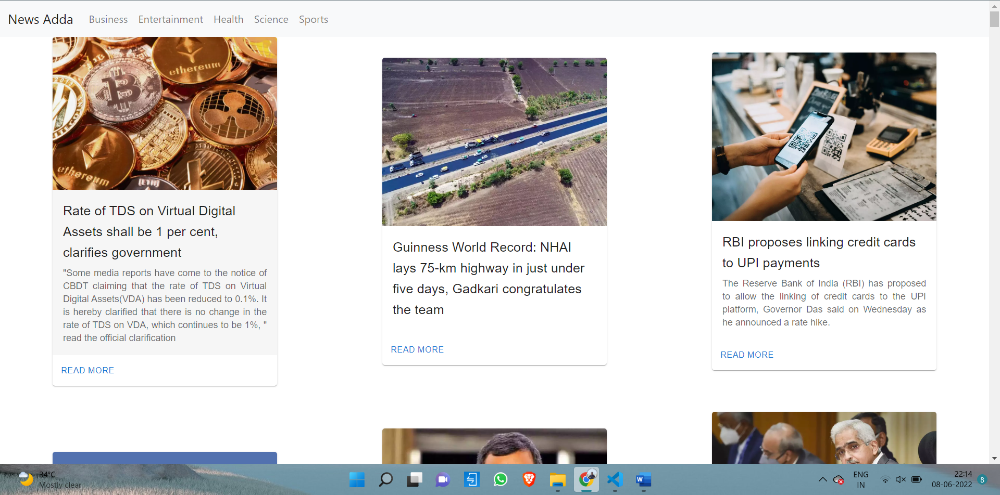 News Adda Business Entertainment Health Science Sports
ethereum
ethereum
(ETH)
Rate of TDS on Virtual Digital
Assets shall be 1 per cent,
clarifies government
"Some media reports have come to the notice of
CBDT claiming that the rate of TDS on Virtual
Digital Assets(VDA) has been reduced to 0.1%. It
is hereby clarified that there is no change in the
rate of TDS on VDA, which continues to be 1%, "
read the official clarification
READ MORE
Guinness World Record: NHAI
lays 75-km highway in just under
five days, Gadkari congratulates
the team
READ MORE
RBI proposes linking credit cards
to UPI payments
The Reserve Bank of India (RBI) has proposed
to allow the linking of credit cards to the UPI
platform, Governor Das said on Wednesday as
he announced a rate hike.
READ MORE
34°C
Mostly clear
W
ENG
IN
22:14
08-06-2022
8